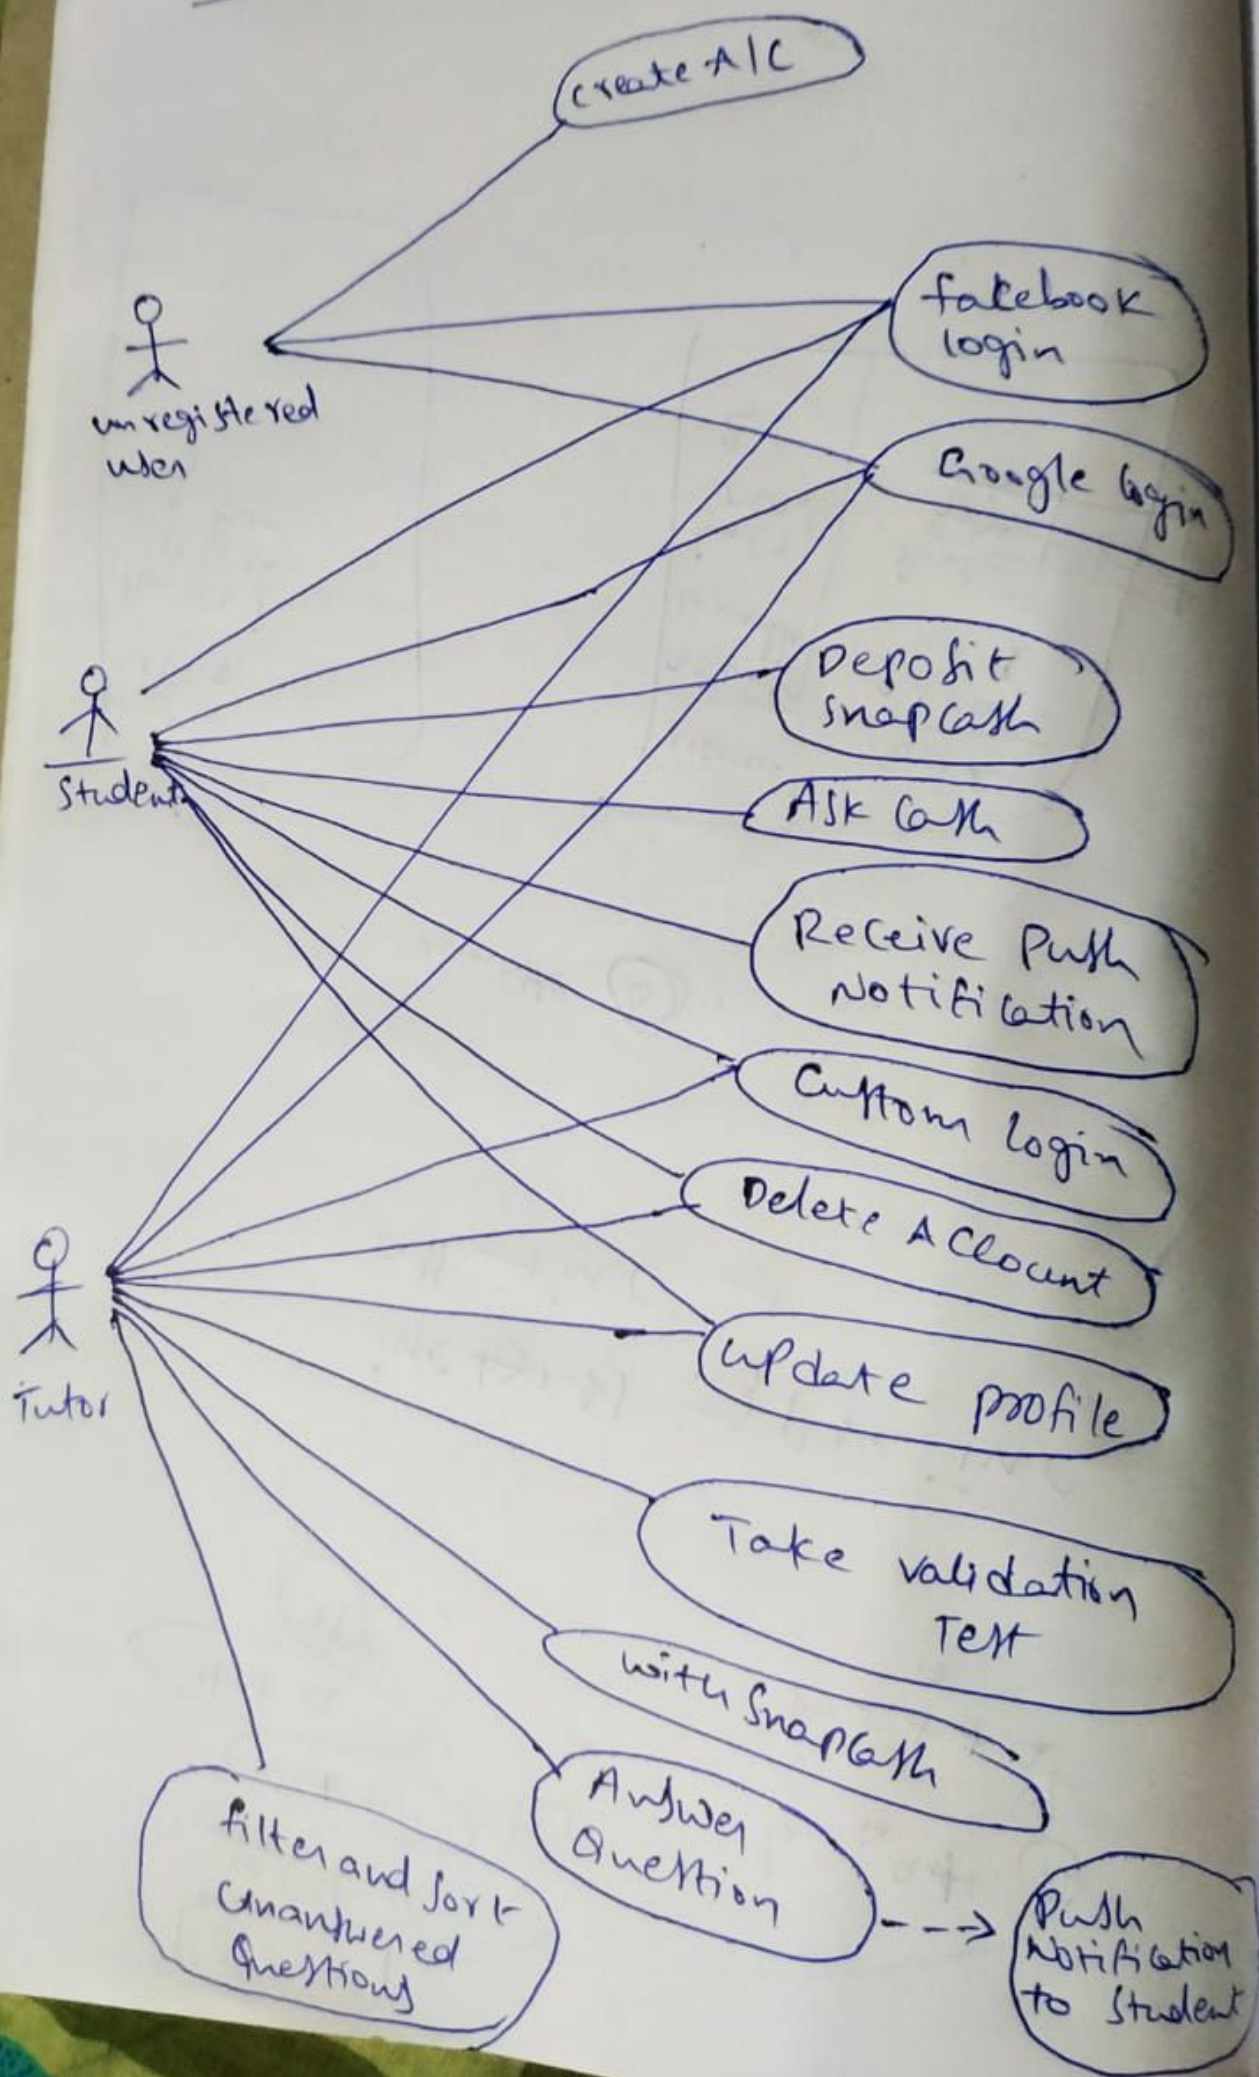 create A/C
facebook
login
unregistered
user
Google login
Deposit
snapcash
Student
Ask Cash
Receive Push
Notification
Custom login
Delete Account
Tutor
update profile
Take validation
Test
with Snapcash
Answer
Question
filter and sort
unanswered
Questions
Push
Notification
to Student